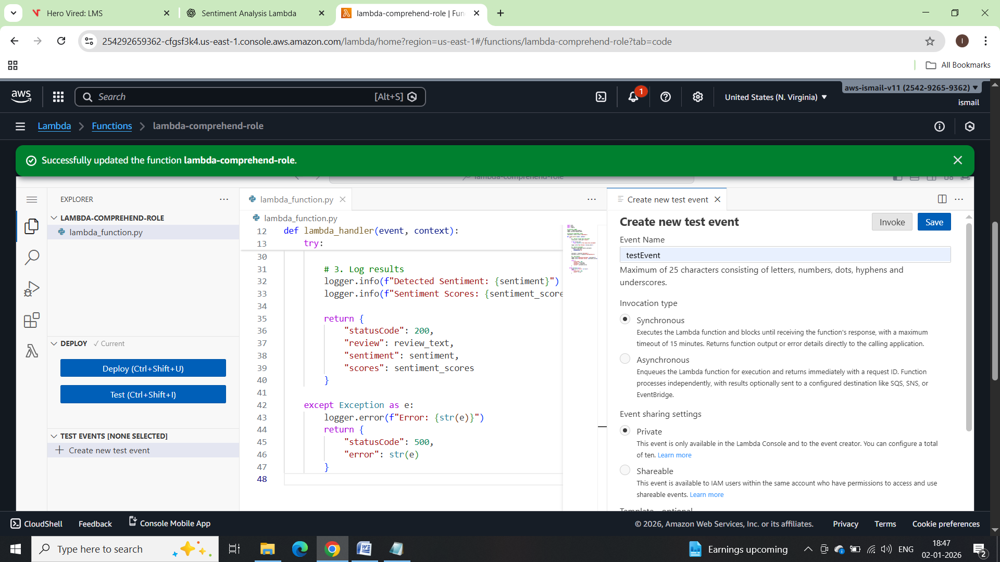 Hero Vired: LMS
Sentiment Analysis Lambda
lambda-comprehend-role | Fun
254292659362-cfgsf3k4.us-east-1.console.aws.amazon.com/lambda/home?region=us-east-1#/functions/lambda-comprehend-role?tab=code
I
All Bookmarks
aws
Search
[Alt+S]
1
United States (N. Virginia) ▼
aws-ismail-v11 (2542-9265-9362) ▼
ismail
Lambda
Functions
lambda-comprehend-role
Successfully updated the function lambda-comprehend-role.
lambda-comprehend-role
EXPLORER
LAMBDA-COMPREHEND-ROLE
lambda_function.py
DEPLOY
✓ Current
Deploy (Ctrl+Shift+U)
Test (Ctrl+Shift+I)
TEST EVENTS [NONE SELECTED]
+ Create new test event
lambda_function.py
lambda_function.py
12 def lambda_handler(event, context):
13 try:
30
31 # 3. Log results
32 logger.info(f"Detected Sentiment: {sentiment}")
33 logger.info(f"Sentiment Scores: {sentiment_score
34
35 return {
36 "statusCode": 200,
37 "review": review_text,
38 "sentiment": sentiment,
39 "scores": sentiment_scores
40 }
41
42 except Exception as e:
43 logger.error(f"Error: {str(e)}")
44 return {
45 "statusCode": 500,
46 "error": str(e)
47 }
48
Create new test event
Create new test event
Invoke
Save
Event Name
testEvent
Maximum of 25 characters consisting of letters, numbers, dots, hyphens and
underscores.
Invocation type
Synchronous
Executes the Lambda function and blocks until receiving the function's response, with a maximum
timeout of 15 minutes. Returns function output or error details directly to the calling application.
Asynchronous
Enqueues the Lambda function for execution and returns immediately with a request ID. Function
processes independently, with results optionally sent to a configured destination like SQS, SNS, or
EventBridge.
Event sharing settings
Private
This event is only available in the Lambda Console and to the event creator. You can configure a total
of ten. Learn more
Shareable
This event is available to IAM users within the same account who have permissions to access and use
shareable events. Learn more
Template - optional
CloudShell
Feedback
Console Mobile App
© 2026, Amazon Web Services, Inc. or its affiliates.
Privacy
Terms
Cookie preferences
Type here to search
Earnings upcoming
ENG
18:47
02-01-2026
2